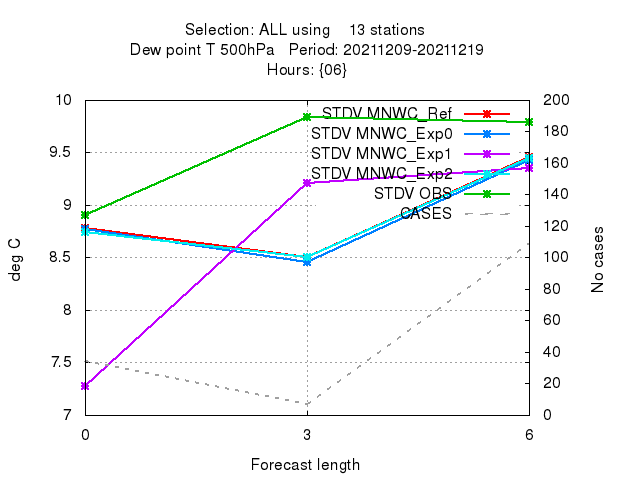 Selection: ALL using    13 stations
Dew point T 500hPa   Period: 20211209-20211219
Hours: {06}
10
9.5
9
8.5
8
7.5
7
200
180
160
140
120
100
80
60
40
20
0
STDV MNWC_Ref
STDV MNWC_Exp0
STDV MNWC_Exp1
STDV MNWC_Exp2
STDV OBS
CASES
deg C
No cases
0
3
6
Forecast length